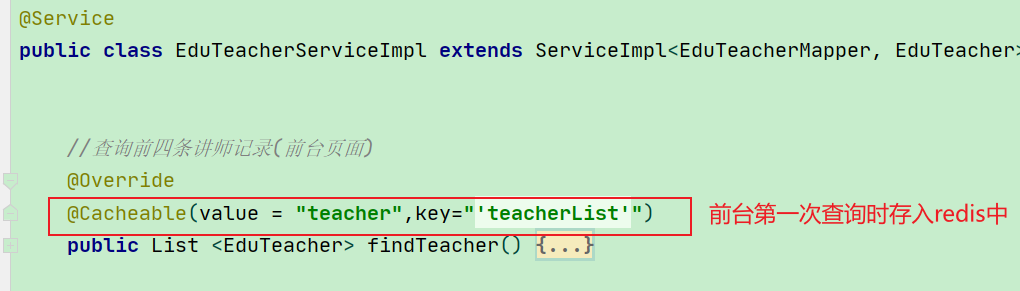 @Service
public class EduTeacherServiceImpl extends ServiceImpl<EduTeacherMapper, EduTeacher>
//查询前四条讲师记录(前台页面)
@Override
@Cacheable(value = "teacher",key="'teacherList'") 前台第一次查询时存入redis中
public List <EduTeacher> findTeacher() {...}